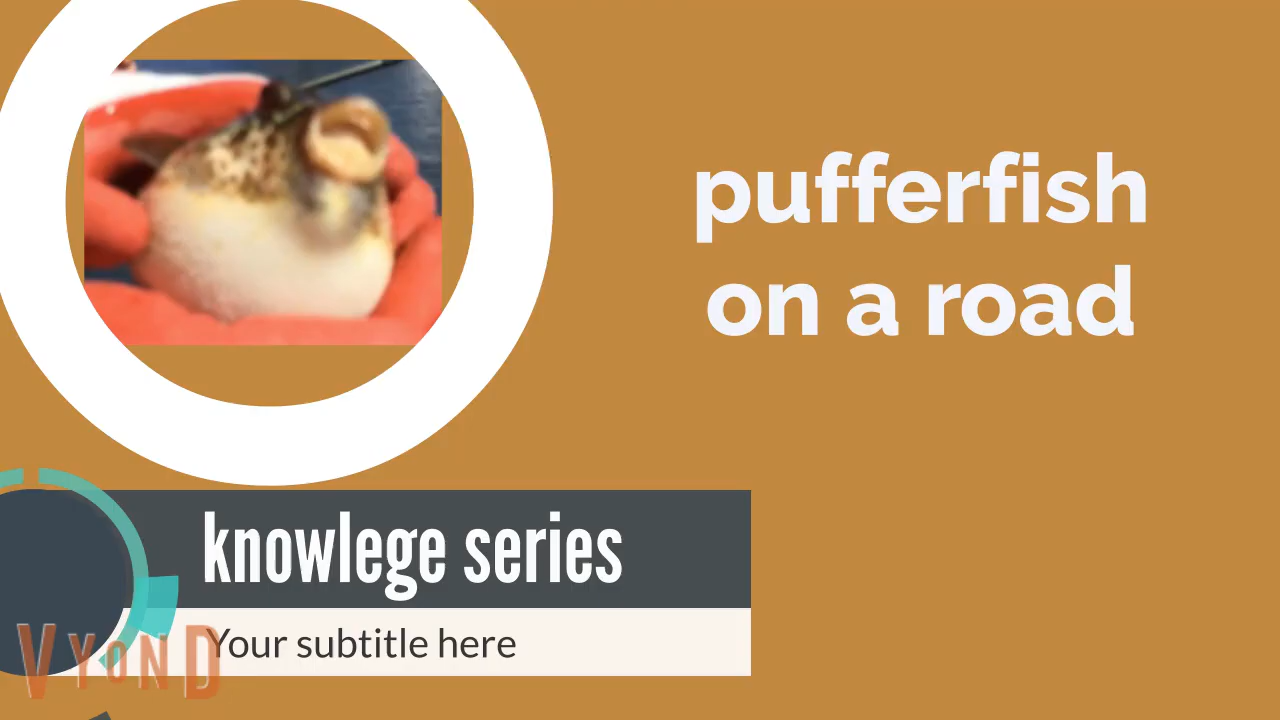 pufferfish
on a road
knowlege series
Your subtitle here
VYOND